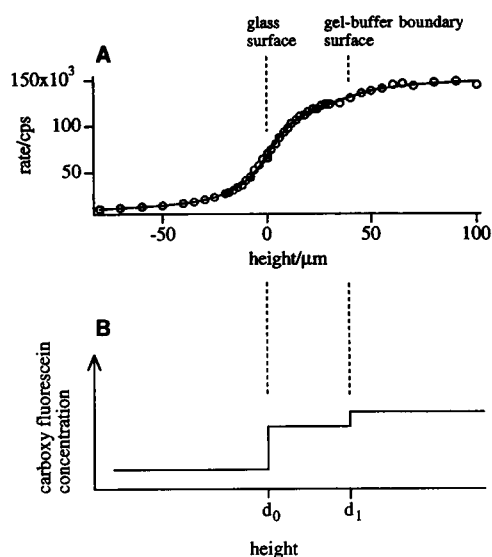 glass surface
gel-buffer boundary surface
A
150x10³
100
50
rate/cps
-50
0
50
100
height/μm
B
carboxy fluorescein concentration
d₀
d₁
height